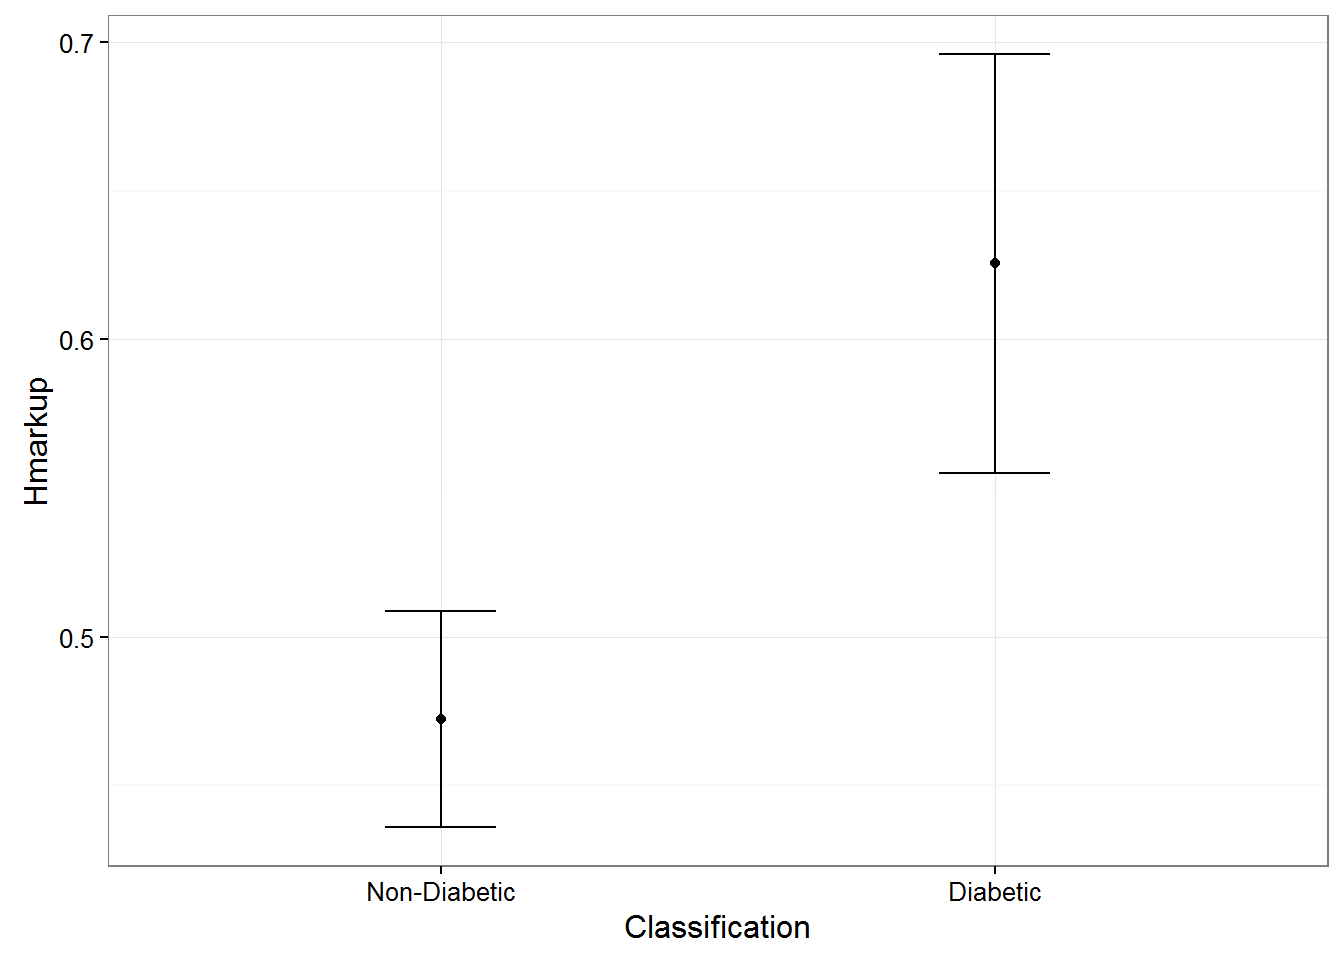 0.7
0.6
0.5
Hmarkup
Non-Diabetic
Diabetic
Classification